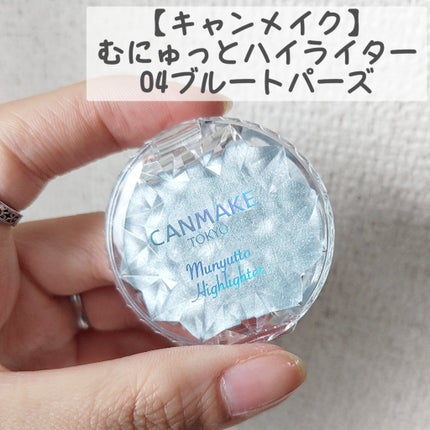 【キャンメイク】
むにゅっとハイライター
04ブルートパーズ
CANMAKE
TOKYO
Munyutto
Highlighter